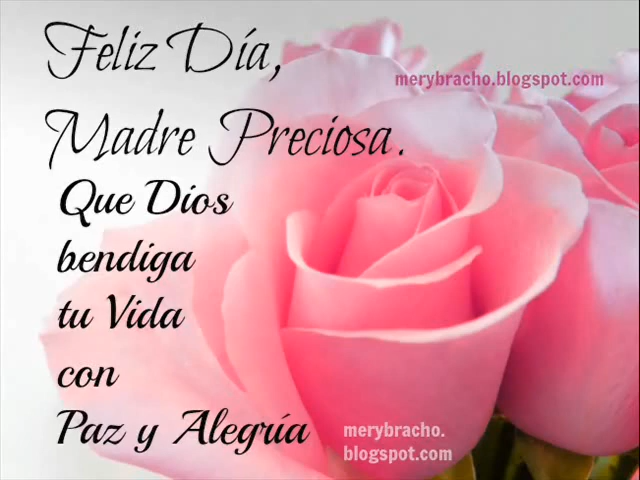 Feliz Día,
merybracho.blogspot.com
Madre Preciosa.
Que Dios
bendiga
tu Vida
con
Paz y Alegría
merybracho.
blogspot.com